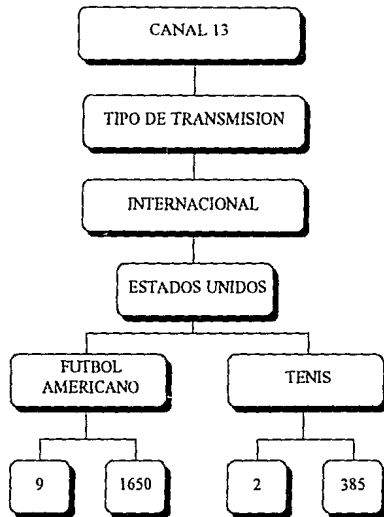 CANAL 13
TIPO DE TRANSMISION
INTERNACIONAL
ESTADOS UNIDOS
FUTBOL
AMERICANO
TENIS
9
1650
2
385